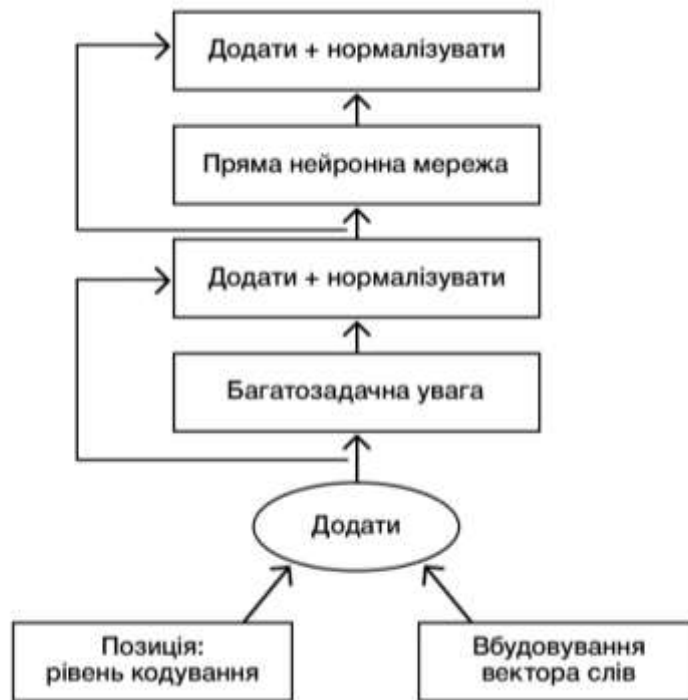 Додати + нормалізувати
Пряма нейронна мережа
Додати + нормалізувати
Багатозадачна увага
Додати
Позиція:
рівень кодування
Вбудовування
вектора слів